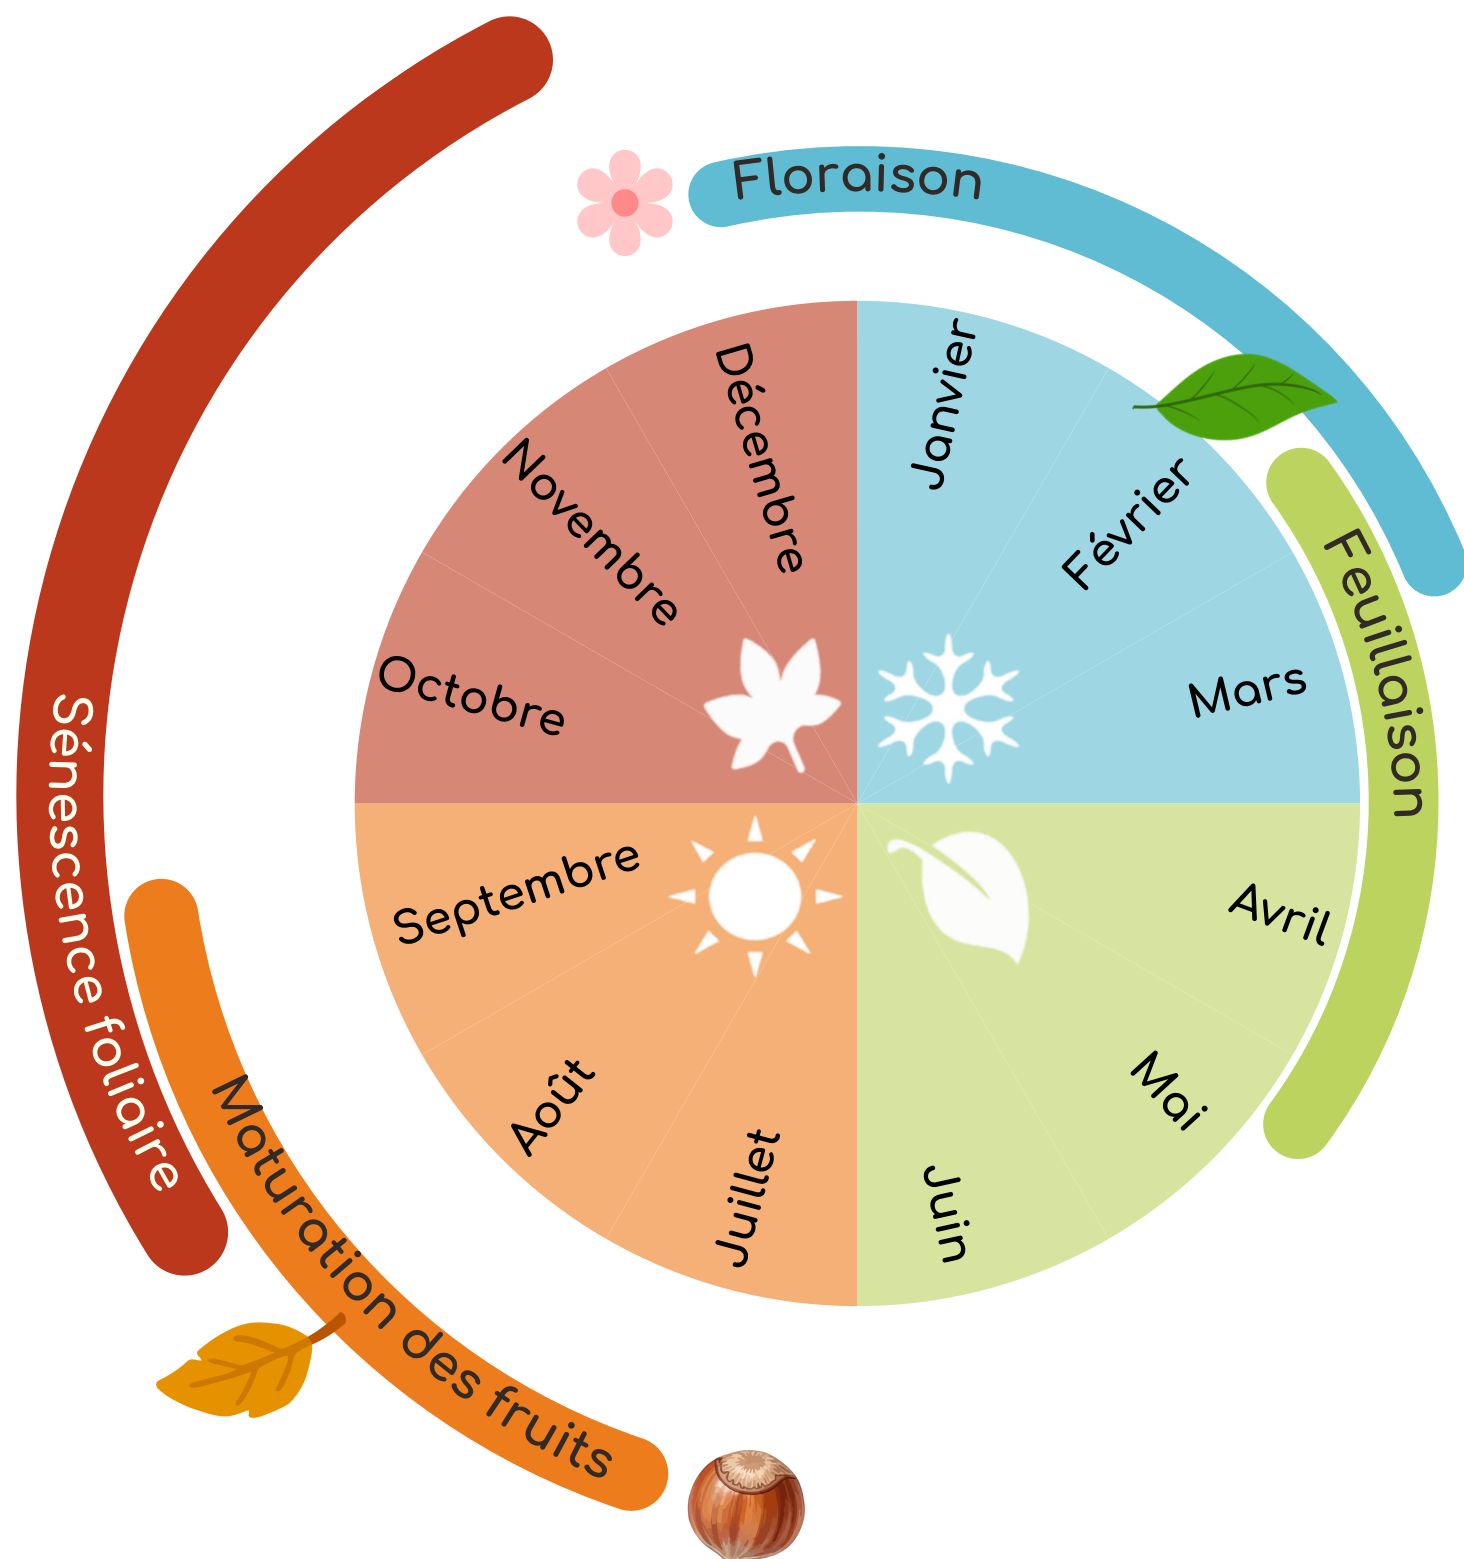 Floraison
Feuillaison
Maturation des fruits
Sénescence foliaire
Janvier
Février
Mars
Avril
Mai
Juin
Juillet
Août
Septembre
Octobre
Novembre
Décembre